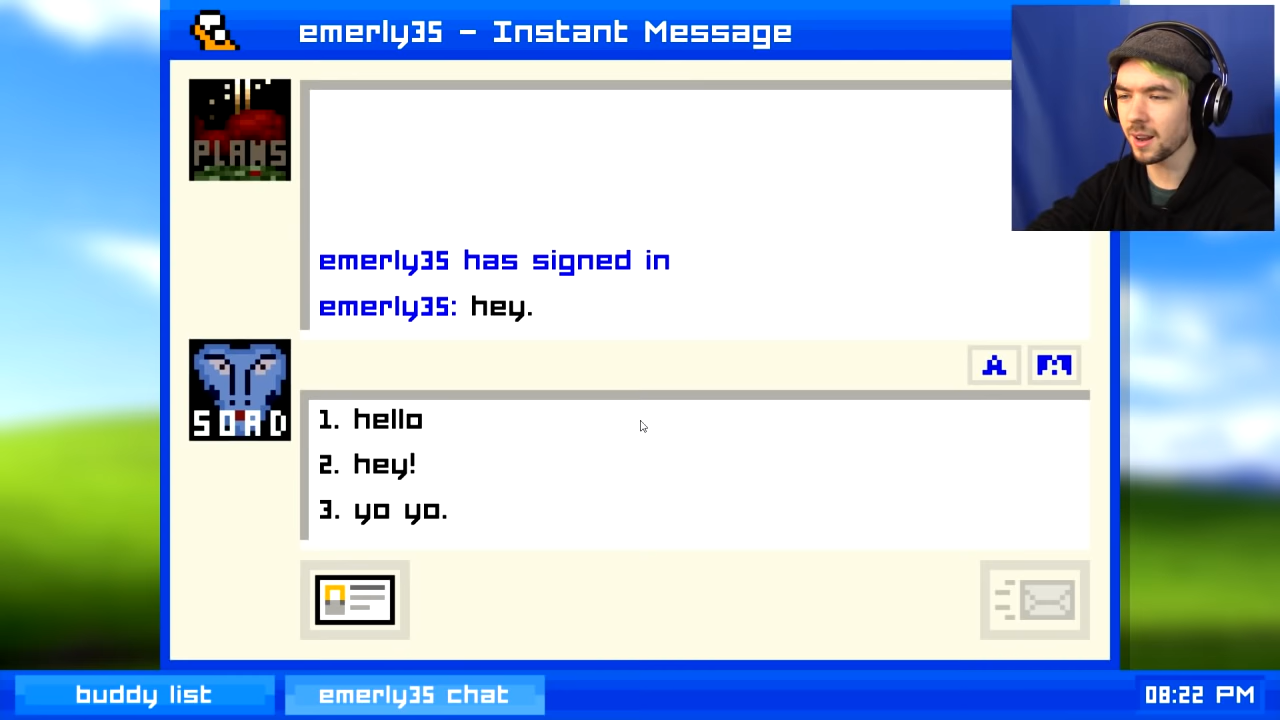 emerly35 - Instant Message
PLANS
emerly35 has signed in
emerly35: hey.
A
SOAD
1. hello
2. hey!
3. yo yo.
buddy list
emerly35 chat
08:22 PM